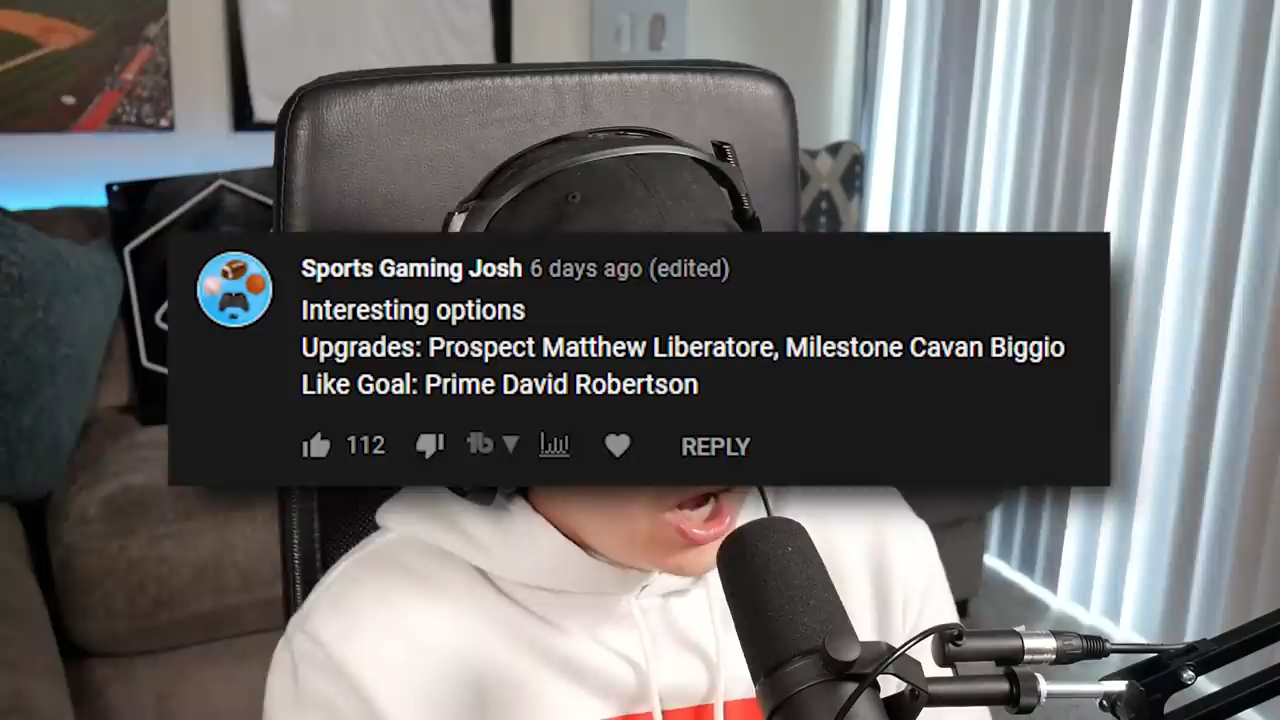 Sports Gaming Josh 6 days ago (edited)
Interesting options
Upgrades: Prospect Matthew Liberatore, Milestone Cavan Biggio
Like Goal: Prime David Robertson
112 tb REPLY